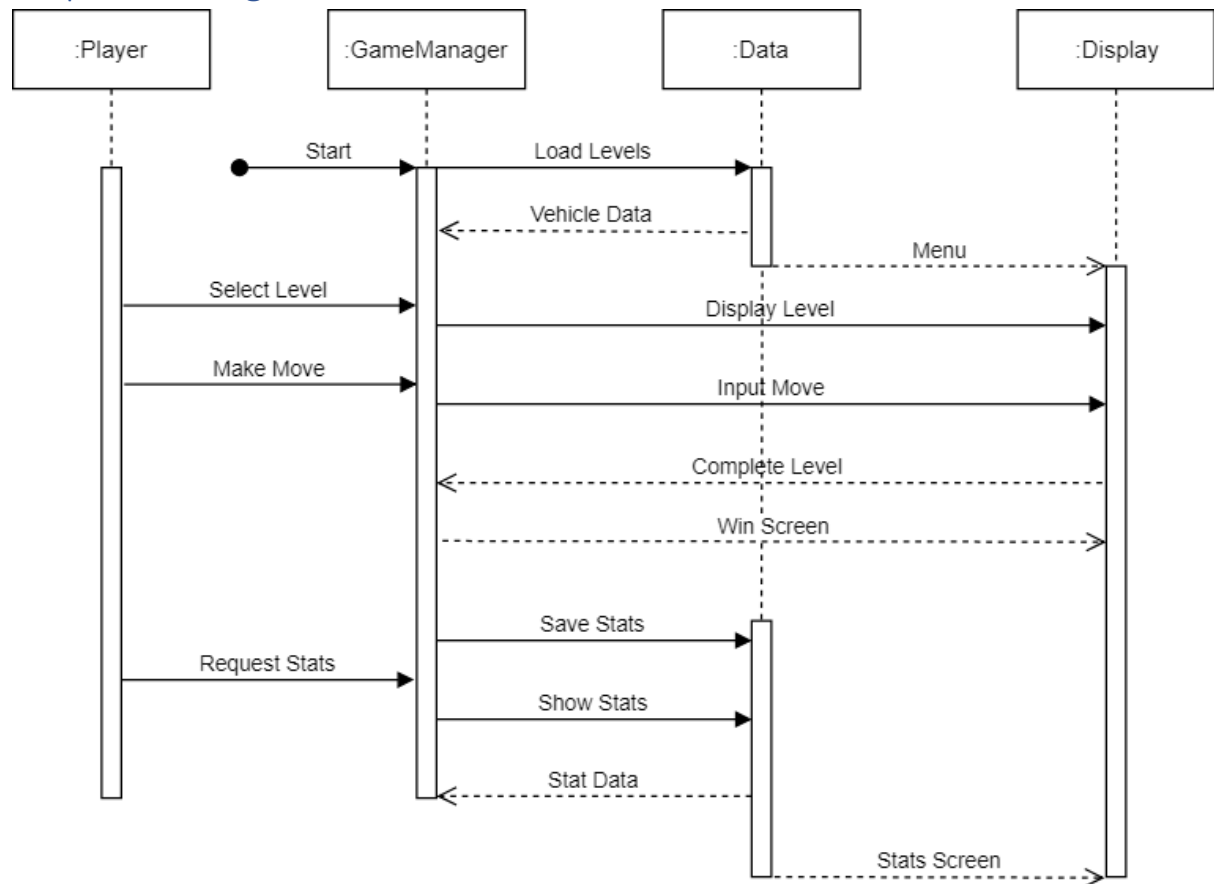 :Player
:GameManager
:Data
:Display
Start
Load Levels
Vehicle Data
Menu
Select Level
Display Level
Make Move
Input Move
Complete Level
Win Screen
Save Stats
Request Stats
Show Stats
Stat Data
Stats Screen